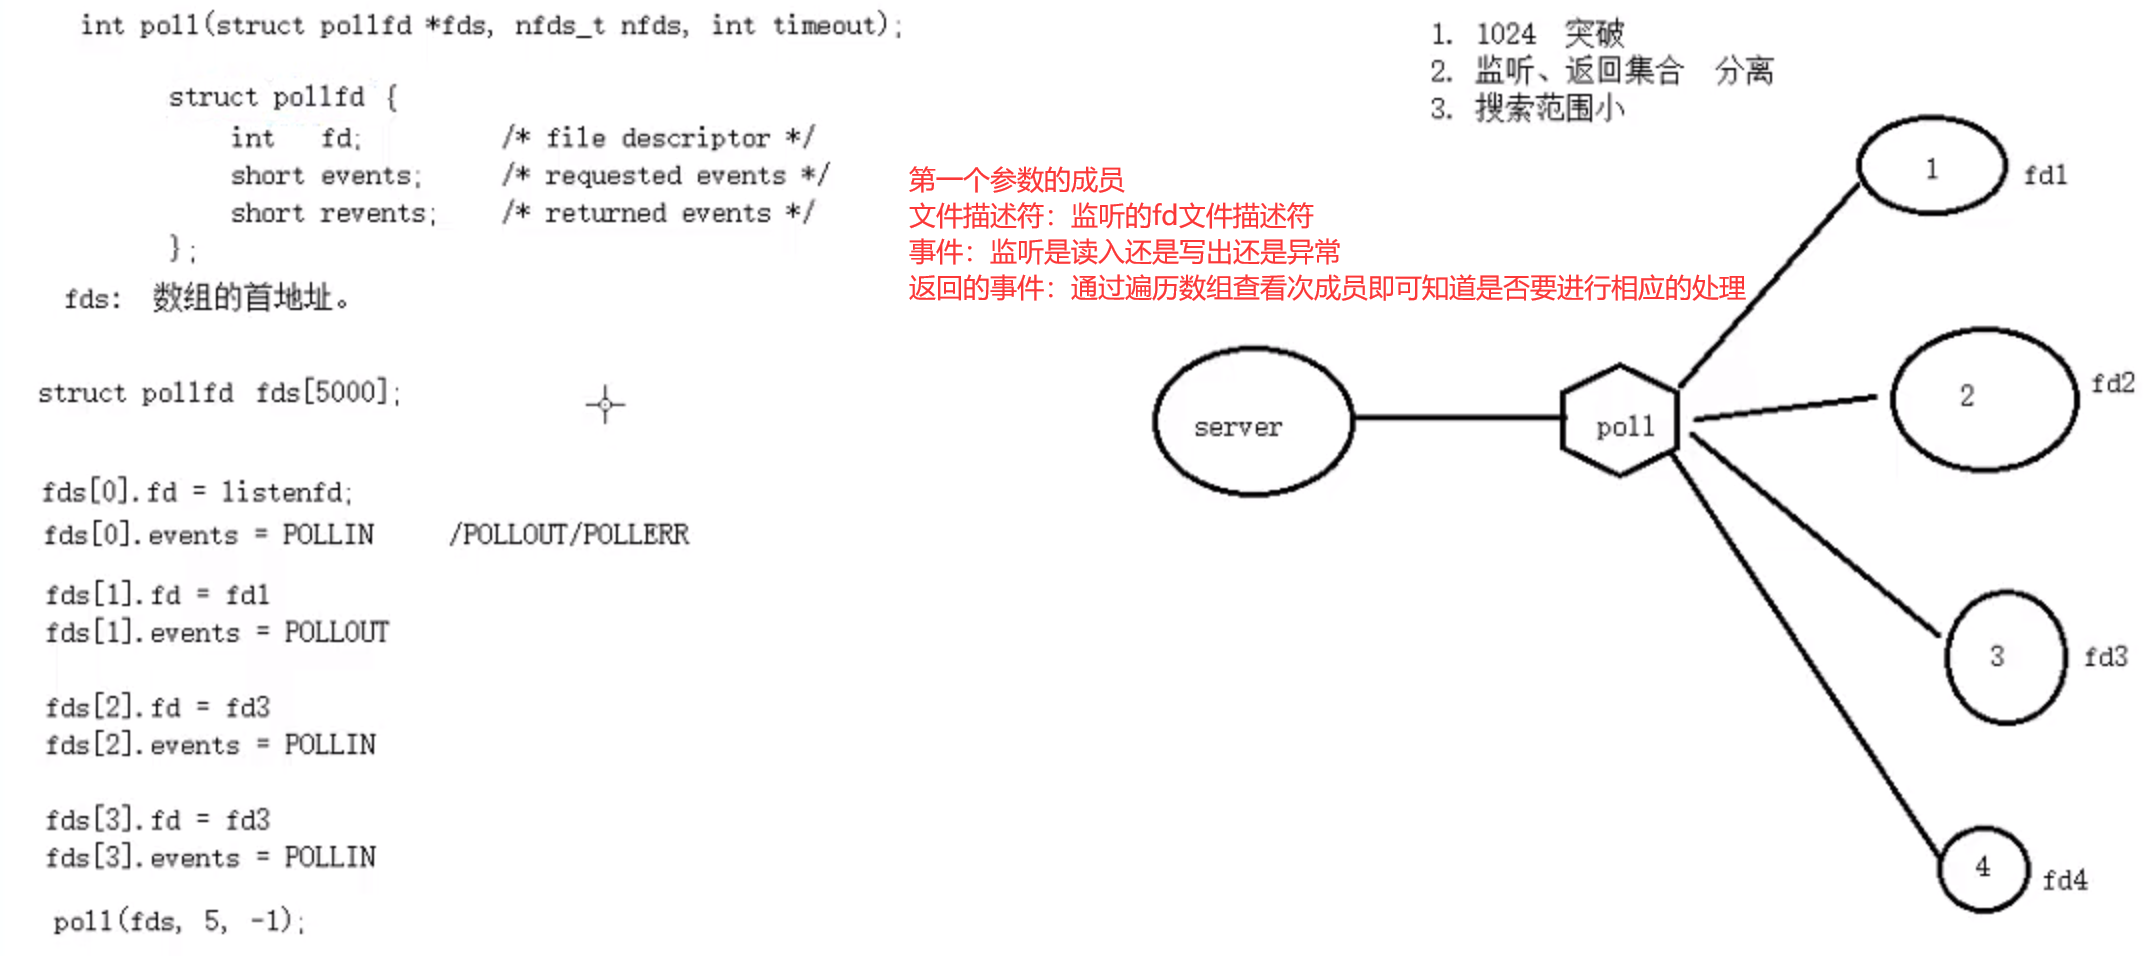 int poll(struct pollfd *fds, nfds_t nfds, int timeout);
struct pollfd {
int fd; /* file descriptor */
short events; /* requested events */
short revents; /* returned events */
};
fds: 数组的首地址。
struct pollfd fds[5000];
fds[0].fd = listenfd;
fds[0].events = POLLIN /POLLOUT/POLLERR
fds[1].fd = fd1
fds[1].events = POLLOUT
fds[2].fd = fd3
fds[2].events = POLLIN
fds[3].fd = fd3
fds[3].events = POLLIN
poll(fds, 5, -1);
第一个参数的成员
文件描述符：监听的fd文件描述符
事件：监听是读入还是写出还是异常
返回的事件：通过遍历数组查看次成员即可知道是否要进行相应的处理
1. 1024 突破
2. 监听、返回集合 分离
3. 搜索范围小
server
poll
1 fd1
2 fd2
3 fd3
4 fd4